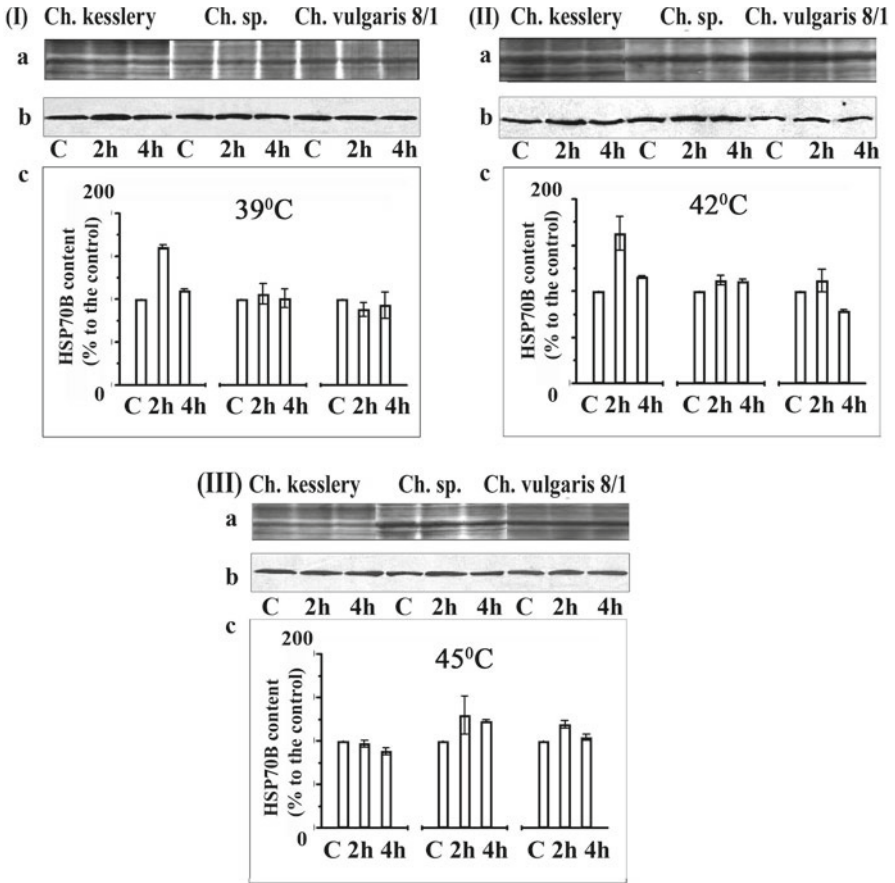 (I) Ch. kesslery Ch. sp. Ch. vulgaris 8/1
a
b
C 2h 4h C 2h 4h C 2h 4h
c
200
39⁰C
HSP70B content
(% to the control)
0
C 2h 4h C 2h 4h C 2h 4h
(II) Ch. kesslery Ch. sp. Ch. vulgaris 8/1
a
b
C 2h 4h C 2h 4h C 2h 4h
c
200
42⁰C
HSP70B content
(% to the control)
0
C 2h 4h C 2h 4h C 2h 4h
(III) Ch. kesslery Ch. sp. Ch. vulgaris 8/1
a
b
C 2h 4h C 2h 4h C 2h 4h
c
200
45⁰C
HSP70B content
(% to the control)
0
C 2h 4h C 2h 4h C 2h 4h